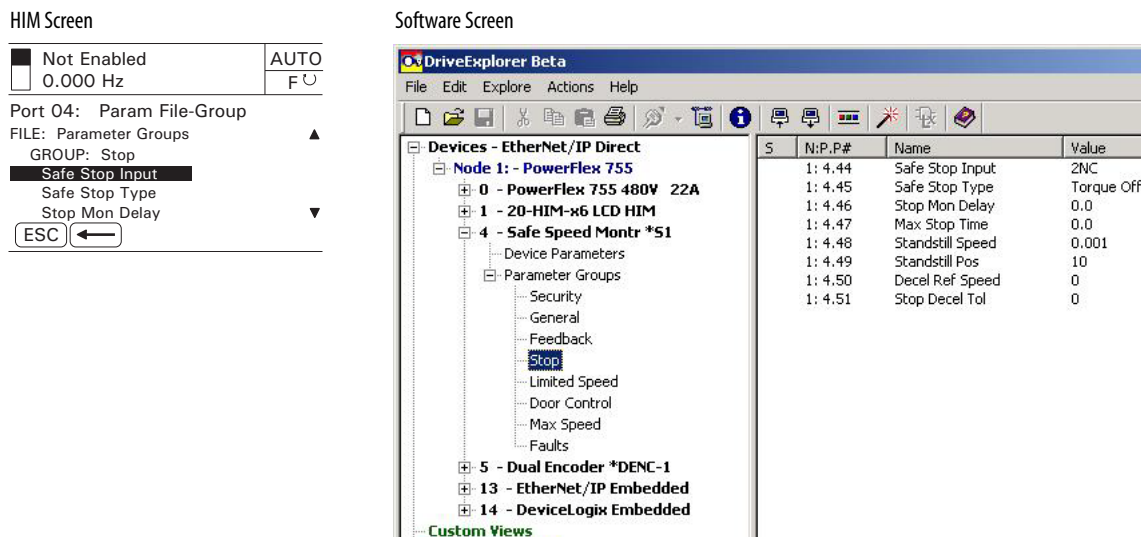 HIM Screen
Not Enabled
AUTO
0.000 Hz
F
Port 04: Param File-Group
FILE: Parameter Groups
GROUP: Stop
Safe Stop Input
Safe Stop Type
Stop Mon Delay
ESC
Software Screen
DriveExplorer Beta
File Edit Explore Actions Help
Devices - EtherNet/IP Direct
Node 1: - PowerFlex 755
0 - PowerFlex 755 480V 22A
1 - 20-HIM-x6 LCD HIM
4 - Safe Speed Montr *S1
Device Parameters
Parameter Groups
Security
General
Feedback
Stop
Limited Speed
Door Control
Max Speed
Faults
5 - Dual Encoder *DENC-1
13 - EtherNet/IP Embedded
14 - DeviceLogix Embedded
Custom Views
S N:P.P# Name Value
1: 4.44 Safe Stop Input 2NC
1: 4.45 Safe Stop Type Torque Off
1: 4.46 Stop Mon Delay 0.0
1: 4.47 Max Stop Time 0.0
1: 4.48 Standstill Speed 0.001
1: 4.49 Standstill Pos 10
1: 4.50 Decel Ref Speed 0
1: 4.51 Stop Decel Tol 0